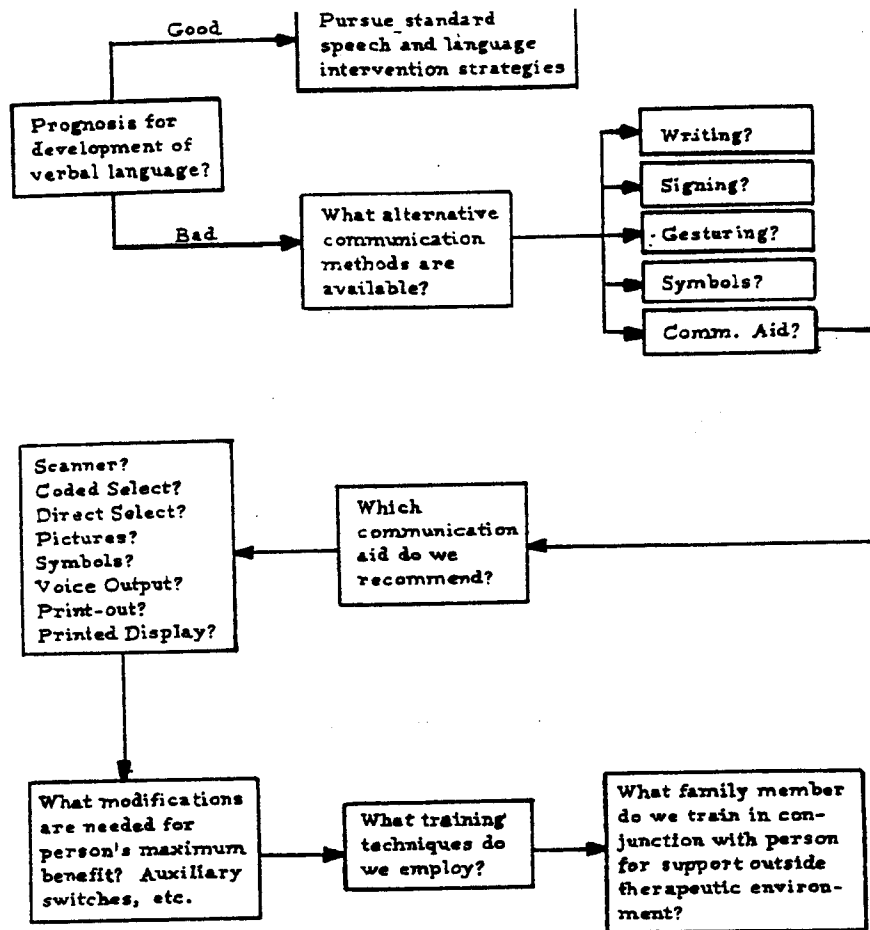 Good
Pursue standard
speech and language
intervention strategies
Prognosis for
development of
verbal language?
Bad
What alternative
communication
methods are
available?
Writing?
Signing?
Gesturing?
Symbols?
Comm. Aid?
Scanner?
Coded Select?
Direct Select?
Pictures?
Symbols?
Voice Output?
Print-out?
Printed Display?
Which
communication
aid do we
recommend?
What modifications
are needed for
person's maximum
benefit? Auxiliary
switches, etc.
What training
techniques do
we employ?
What family member
do we train in con-
junction with person
for support outside
therapeutic environ-
ment?